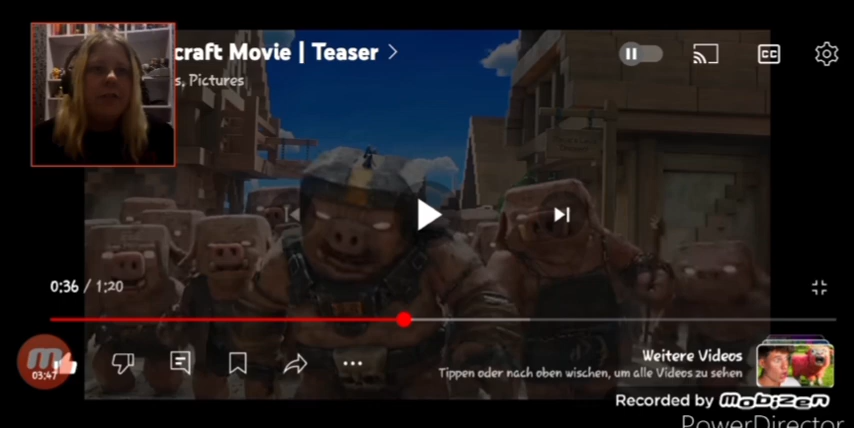 craft Movie | Teaser
s, Pictures
CC
0:36 / 1:20
03:47
Weitere Videos
Tippen oder nach oben wischen, um alle Videos zu sehen
Recorded by Mobizen
PowerDirector